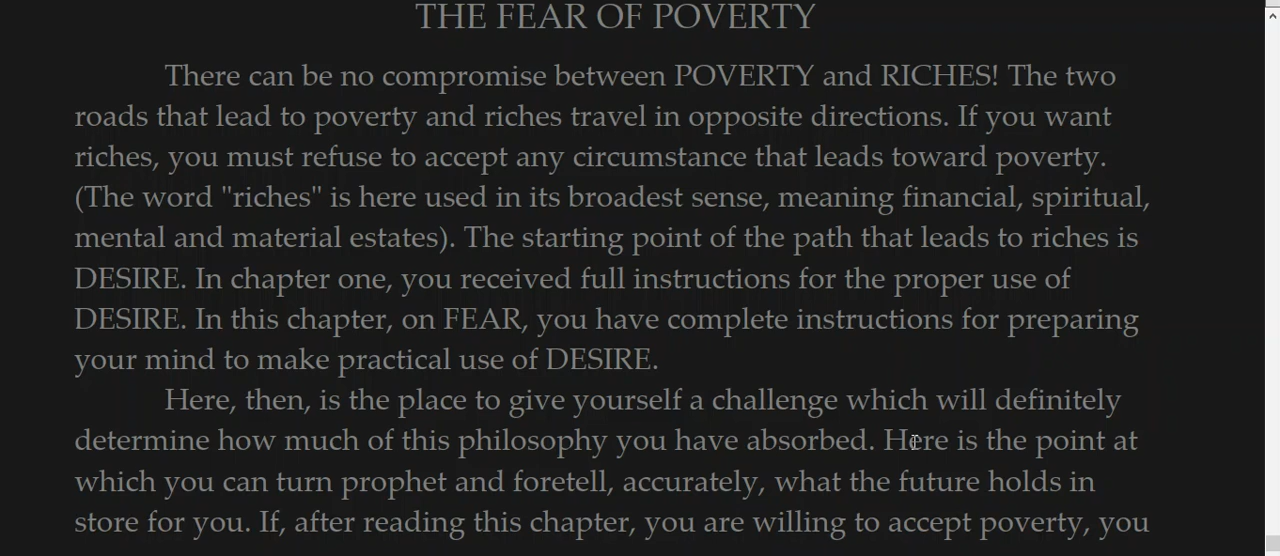 THE FEAR OF POVERTY
There can be no compromise between POVERTY and RICHES! The two
roads that lead to poverty and riches travel in opposite directions. If you want
riches, you must refuse to accept any circumstance that leads toward poverty.
(The word "riches" is here used in its broadest sense, meaning financial, spiritual,
mental and material estates). The starting point of the path that leads to riches is
DESIRE. In chapter one, you received full instructions for the proper use of
DESIRE. In this chapter, on FEAR, you have complete instructions for preparing
your mind to make practical use of DESIRE.
Here, then, is the place to give yourself a challenge which will definitely
determine how much of this philosophy you have absorbed. Here is the point at
which you can turn prophet and foretell, accurately, what the future holds in
store for you. If, after reading this chapter, you are willing to accept poverty, you